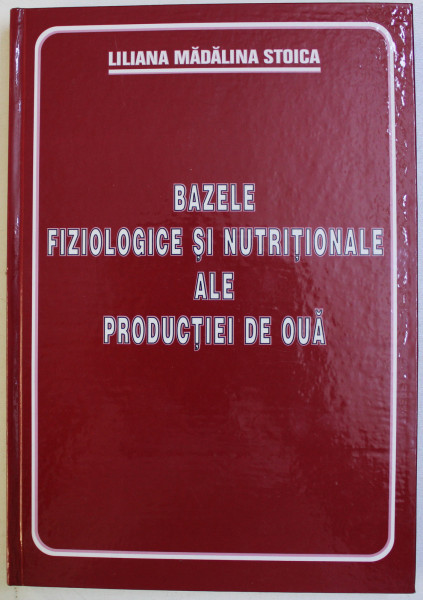 LILIANA MĂDĂLINA STOICA
BAZELE
FIZIOLOGICE ȘI NUTRIȚIONALE
ALE
PRODUCȚIEI DE OUĂ